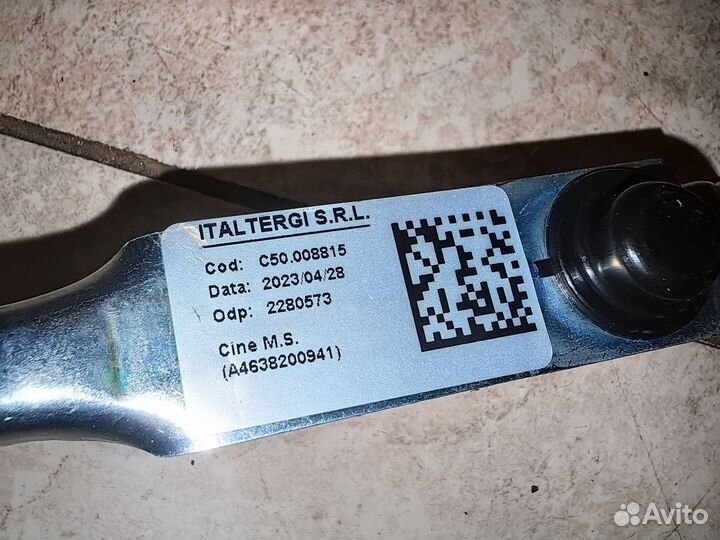 ITALTERGI S.R.L.
Cod: C50.008815
Data: 2023/04/28
Odp: 2280573
Cine M.S.
(A4638200941)
Avito